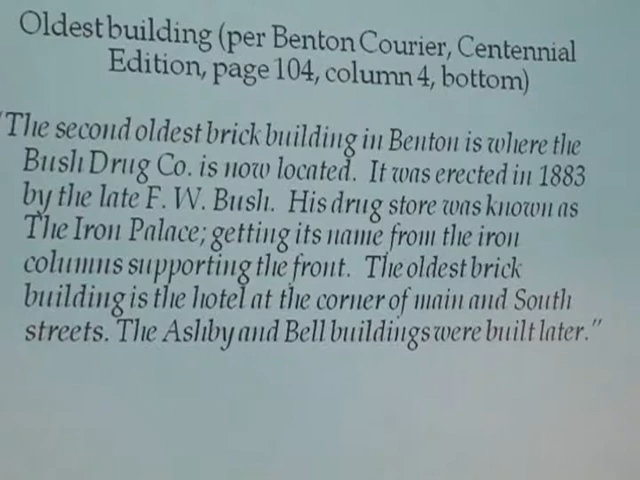 Oldest building (per Benton Courier, Centennial
Edition, page 104, column 4, bottom)
"The second oldest brick building in Benton is where the
Bush Drug Co. is now located. It was erected in 1883
by the late F. W. Bush. His drug store was known as
The Iron Palace; getting its name from the iron
columns supporting the front. The oldest brick
building is the hotel at the corner of main and South
streets. The Ashby and Bell buildings were built later."